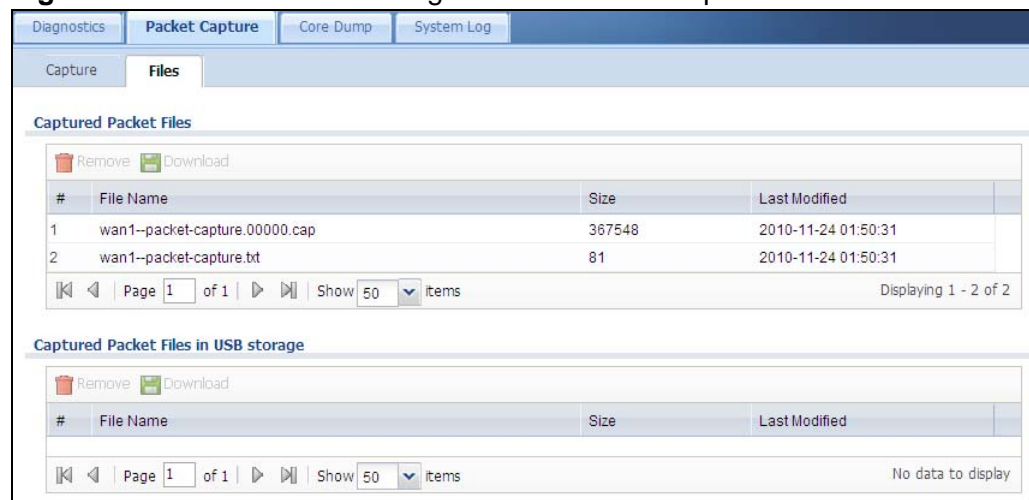 Diagnostics Packet Capture Core Dump System Log
Capture Files
Captured Packet Files
Remove Download
# File Name Size Last Modified
1 wan1--packet-capture.00000.cap 367548 2010-11-24 01:50:31
2 wan1--packet-capture.txt 81 2010-11-24 01:50:31
Page 1 of 1 Show 50 items Displaying 1 - 2 of 2
Captured Packet Files in USB storage
Remove Download
# File Name Size Last Modified
Page 1 of 1 Show 50 items No data to display